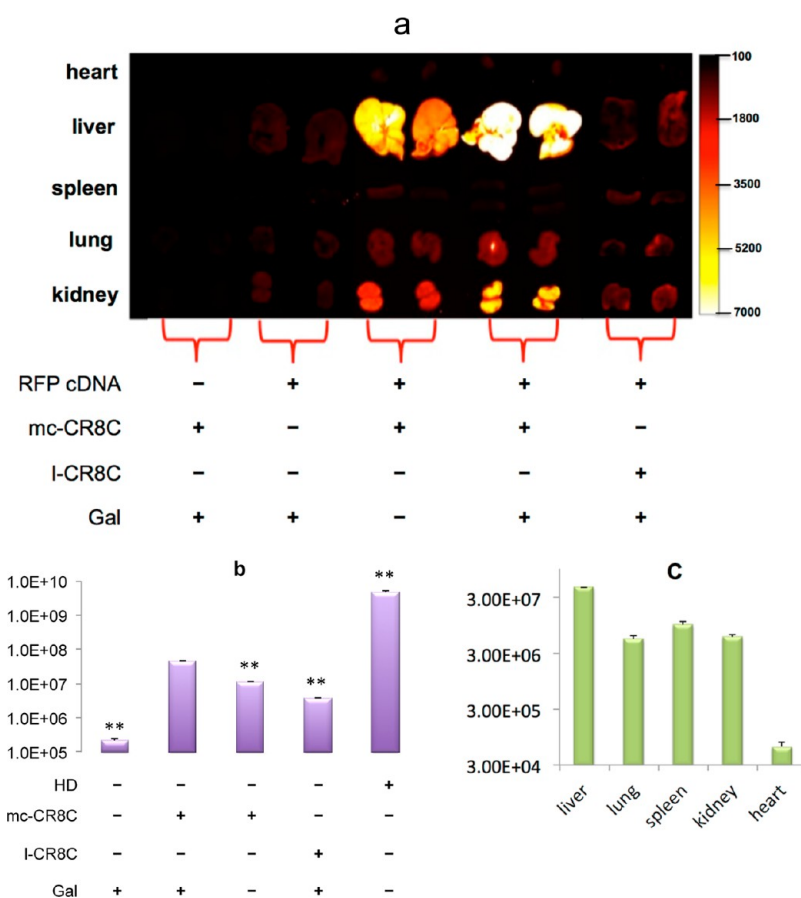 a
heart
liver
spleen
lung
kidney
100
1800
3500
5200
7000
RFP cDNA − + + + +
mc-CR8C + − + + −
l-CR8C − − − − +
Gal + + − + +
b
1.0E+10
1.0E+09
1.0E+08
1.0E+07
1.0E+06
1.0E+05
** ** ** **
HD − − − − +
mc-CR8C − + + − −
l-CR8C − − − + −
Gal + + − + −
C
3.00E+07
3.00E+06
3.00E+05
3.00E+04
liver lung spleen kidney heart